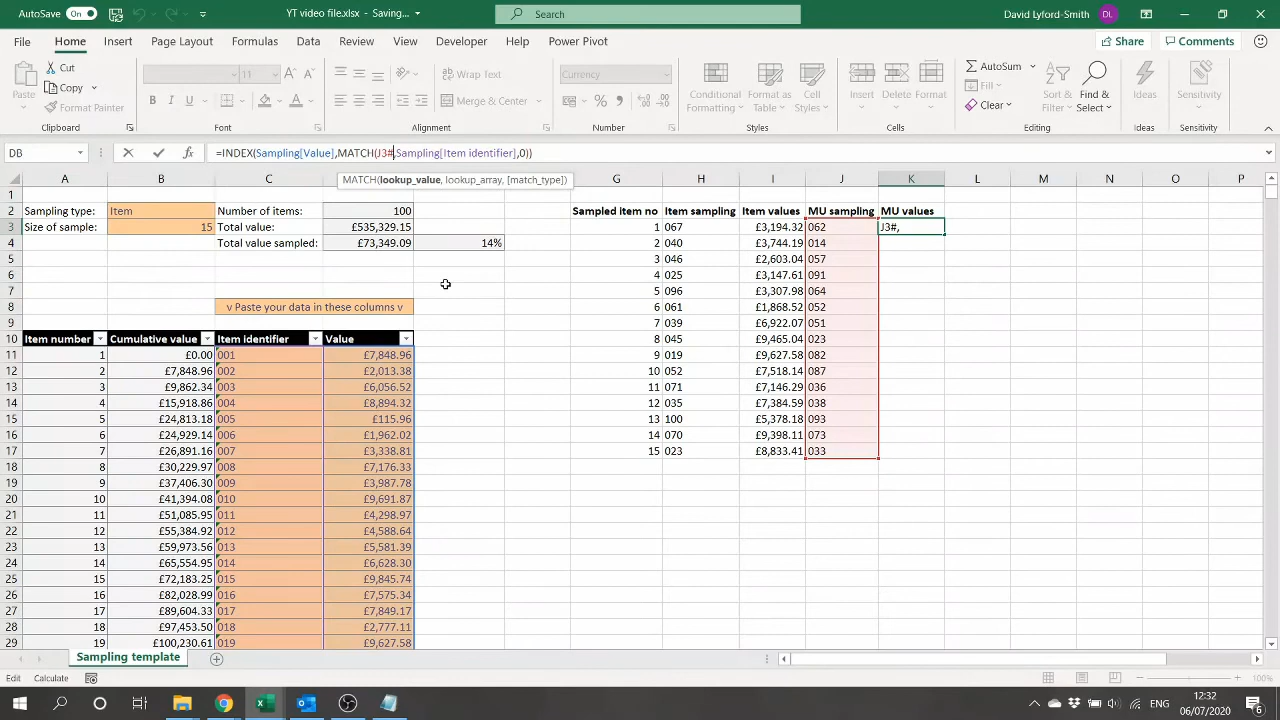 AutoSave On YT video file.xlsx - Saving... Search David Lyford-Smith DL
File Home Insert Page Layout Formulas Data Review View Developer Help Power Pivot Share Comments
Cut
Copy
Format Painter
Paste
Clipboard
11
Font
Wrap Text
Merge & Center
Alignment
Currency
Number
Conditional Formatting
Format as Table
Cell Styles
Styles
Insert Delete Format
Cells
AutoSum
Fill
Clear
Sort & Filter
Find & Select
Editing
Ideas
Ideas
Sensitivity
Sensitivity
DB =INDEX(Sampling[Value],MATCH(J3#,Sampling[Item identifier],0))
MATCH(lookup_value, lookup_array, [match_type])
A B C G H I J K L M N O P
1
2 Sampling type: Item Number of items: 100 Sampled item no Item sampling Item values MU sampling MU values
3 Size of sample: 15 Total value: £535,329.15 1 067 £3,194.32 062 J3#,
4 Total value sampled: £73,349.09 14% 2 040 £3,744.19 014
5 3 046 £2,603.04 057
6 4 025 £3,147.61 091
7 5 096 £3,307.98 064
8 v Paste your data in these columns v 6 061 £1,868.52 052
9 7 039 £6,922.07 051
10 Item number Cumulative value Item identifier Value 8 045 £9,465.04 023
11 1 £0.00 001 £7,848.96 9 019 £9,627.58 082
12 2 £7,848.96 002 £2,013.38 10 052 £7,518.14 087
13 3 £9,862.34 003 £6,056.52 11 071 £7,146.29 036
14 4 £15,918.86 004 £8,894.32 12 035 £7,384.59 038
15 5 £24,813.18 005 £115.96 13 100 £5,378.18 093
16 6 £24,929.14 006 £1,962.02 14 070 £9,398.11 073
17 7 £26,891.16 007 £3,338.81 15 023 £8,833.41 033
18 8 £30,229.97 008 £7,176.33
19 9 £37,406.30 009 £3,987.78
20 10 £41,394.08 010 £9,691.87
21 11 £51,085.95 011 £4,298.97
22 12 £55,384.92 012 £4,588.64
23 13 £59,973.56 013 £5,581.39
24 14 £65,554.95 014 £6,628.30
25 15 £72,183.25 015 £9,845.74
26 16 £82,028.99 016 £7,575.34
27 17 £89,604.33 017 £7,849.17
28 18 £97,453.50 018 £2,777.11
29 19 £100,230.61 019 £9,627.58
Sampling template
Edit Calculate 100%
12:32
06/07/2020